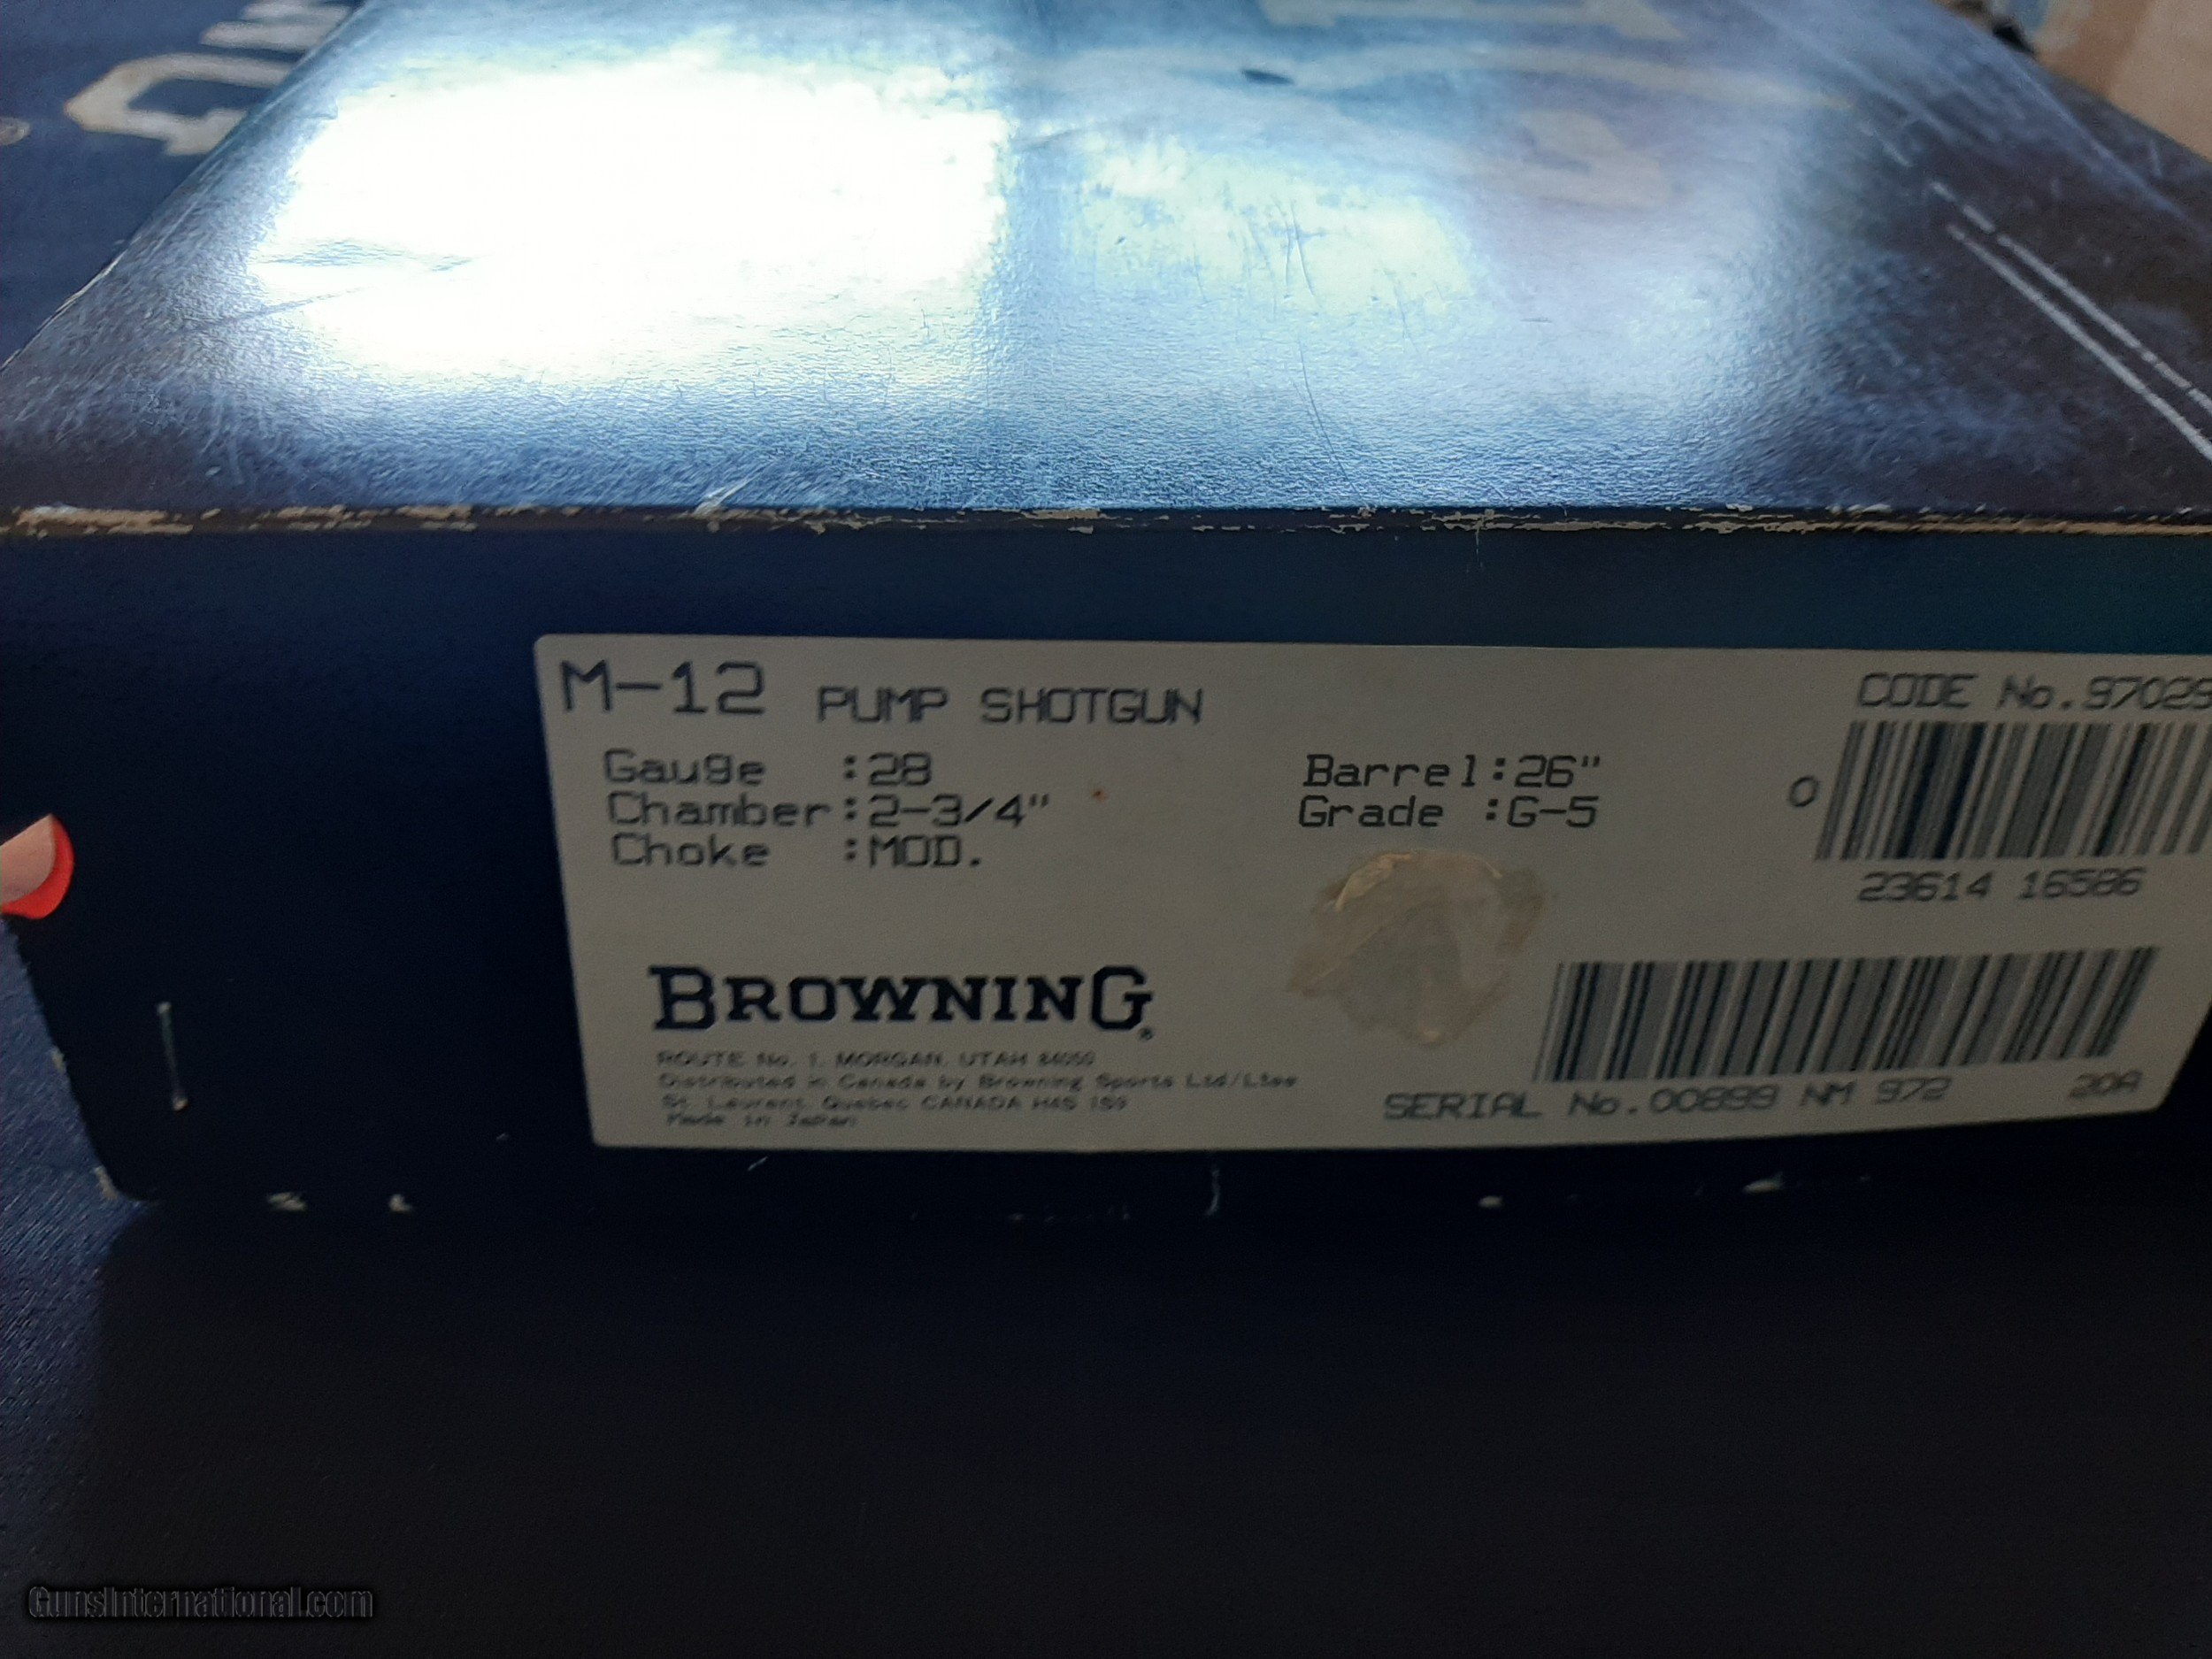 M-12 PUMP SHOTGUN
CODE No.97029
Gauge :28
Barrel:26"
Chamber:2-3/4"
Grade :G-5
Choke :MOD.
0
23614 16586
BROWNING®
ROUTE No. 1, MORGAN, UTAH 84050
Distributed in Canada by Browning Sports Ltd/Ltee
St. Laurent, Quebec CANADA H4S 1S9
Made in Japan
SERIAL No.00899 NM 972
20A
GunsInternational.com